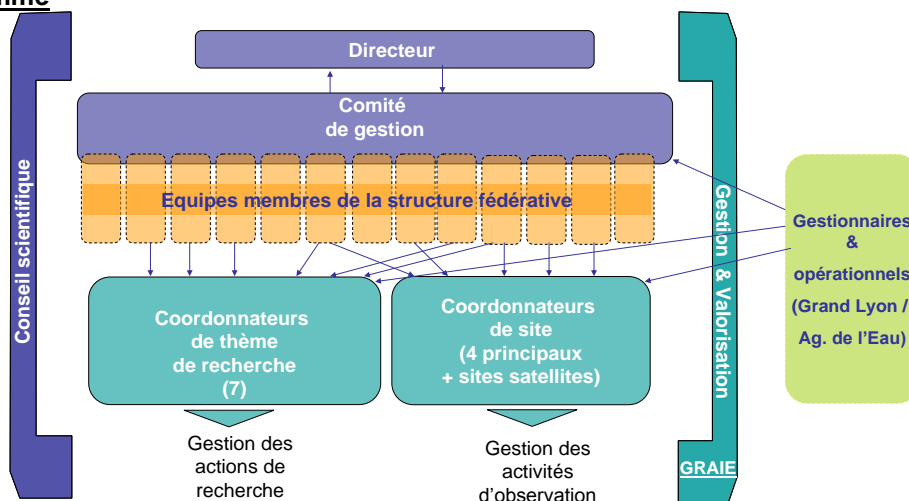 Directeur
Comité
de gestion
Equipes membres de la structure fédérative
Conseil scientifique
Gestion & Valorisation
GRAIE
Gestionnaires
&
opérationnels
(Grand Lyon /
Ag. de l'Eau)
Coordonnateurs
de thème
de recherche
(7)
Coordonnateurs
de site
(4 principaux
+ sites satellites)
Gestion des
actions de
recherche
Gestion des
activités
d'observation